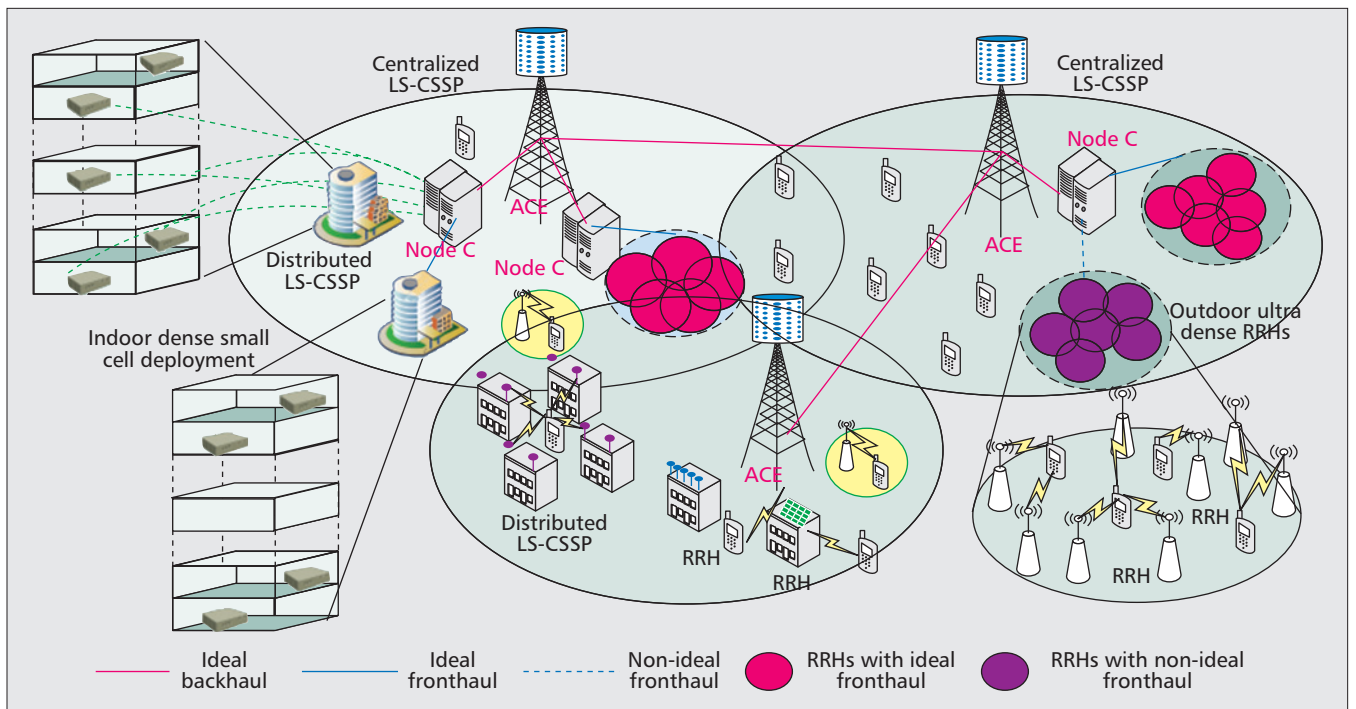 Centralized
LS-CSSP
Centralized
LS-CSSP
Node C
ACE
Node C
Distributed
LS-CSSP
Node C
ACE
Indoor dense small
cell deployment
Outdoor ultra
dense RRHs
ACE
Distributed
LS-CSSP
RRH
RRH
RRH
RRH
Ideal
backhaul
Ideal
fronthaul
Non-ideal
fronthaul
RRHs with ideal
fronthaul
RRHs with non-ideal
fronthaul